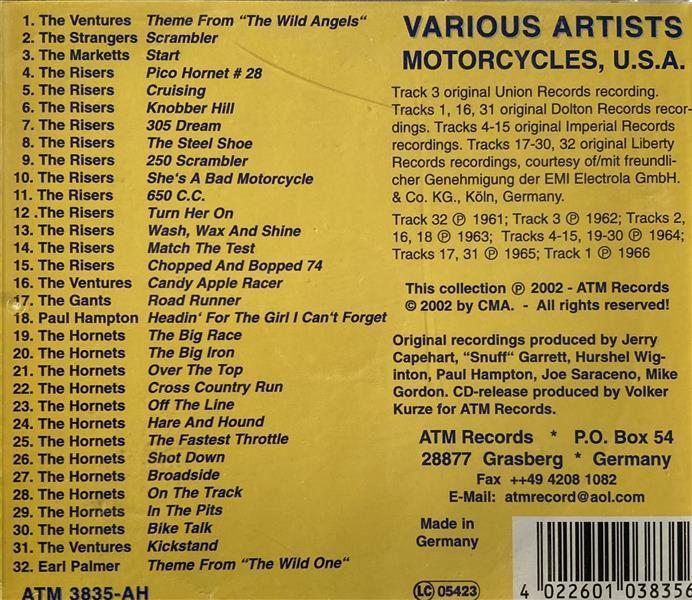 1. The Ventures Theme From "The Wild Angels"
2. The Strangers Scrambler
3. The Marketts Start
4. The Risers Pico Hornet # 28
5. The Risers Cruising
6. The Risers Knobber Hill
7. The Risers 305 Dream
8. The Risers The Steel Shoe
9. The Risers 250 Scrambler
10. The Risers She's A Bad Motorcycle
11. The Risers 650 C.C.
12 .The Risers Turn Her On
13. The Risers Wash, Wax And Shine
14. The Risers Match The Test
15. The Risers Chopped And Bopped 74
16. The Ventures Candy Apple Racer
17. The Gants Road Runner
18. Paul Hampton Headin' For The Girl I Can't Forget
19. The Hornets The Big Race
20. The Hornets The Big Iron
21. The Hornets Over The Top
22. The Hornets Cross Country Run
23. The Hornets Off The Line
24. The Hornets Hare And Hound
25. The Hornets The Fastest Throttle
26. The Hornets Shot Down
27. The Hornets Broadside
28. The Hornets On The Track
29. The Hornets In The Pits
30. The Hornets Bike Talk
31. The Ventures Kickstand
32. Earl Palmer Theme From "The Wild One"
ATM 3835-AH
VARIOUS ARTISTS
MOTORCYCLES, U.S.A.
Track 3 original Union Records recording.
Tracks 1, 16, 31 original Dolton Records recor-
dings. Tracks 4-15 original Imperial Records
recordings. Tracks 17-30, 32 original Liberty
Records recordings, courtesy of/mit freundli-
cher Genehmigung der EMI Electrola GmbH.
& Co. KG., Köln, Germany.
Track 32 ℗ 1961; Track 3 ℗ 1962; Tracks 2,
16, 18 ℗ 1963; Tracks 4-15, 19-30 ℗ 1964;
Tracks 17, 31 ℗ 1965; Track 1 ℗ 1966
This collection ℗ 2002 - ATM Records
© 2002 by CMA. - All rights reserved!
Original recordings produced by Jerry
Capehart, "Snuff" Garrett, Hurshel Wig-
inton, Paul Hampton, Joe Saraceno, Mike
Gordon. CD-release produced by Volker
Kurze for ATM Records.
ATM Records * P.O. Box 54
28877 Grasberg * Germany
Fax ++49 4208 1082
E-Mail: atmrecord@aol.com
Made in
Germany
LC 05423
4 022601 038356